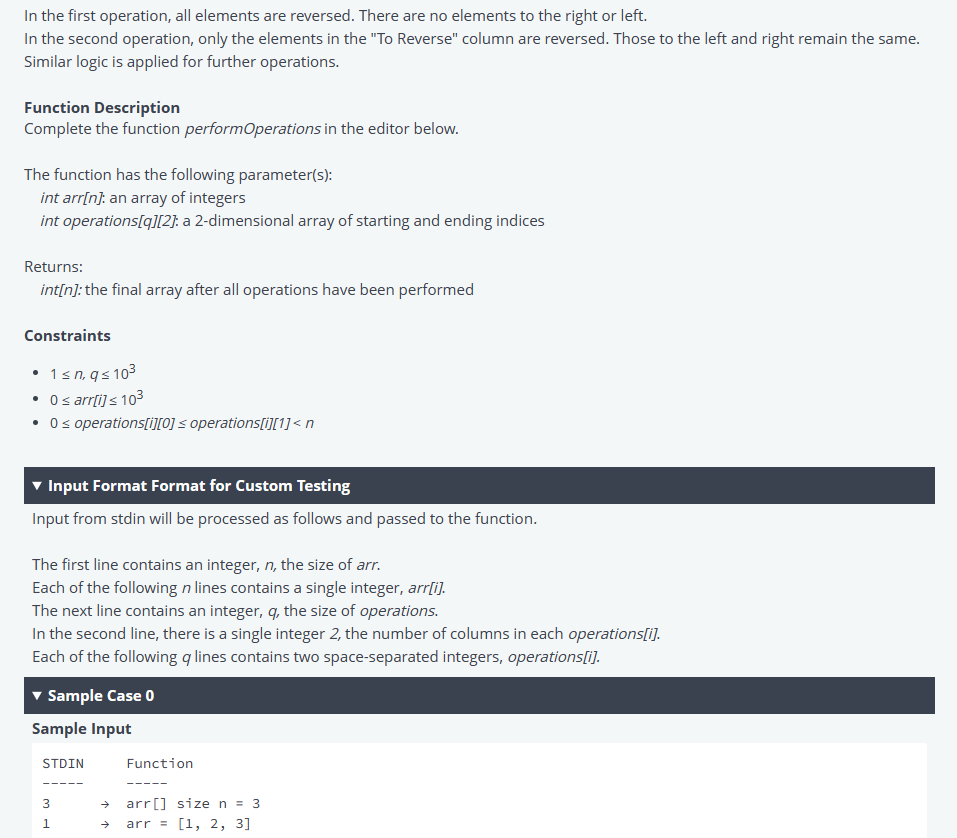 In the first operation, all elements are reversed. There are no elements to the right or left.
In the second operation, only the elements in the "To Reverse" column are reversed. Those to the left and right remain the same.
Similar logic is applied for further operations.
Function Description
Complete the function performOperations in the editor below.
The function has the following parameter(s):
int arr[n]: an array of integers
int operations[q][2]: a 2-dimensional array of starting and ending indices
Returns:
int[n]: the final array after all operations have been performed
Constraints
• 1 ≤ n, q ≤ 10³
• 0 ≤ arr[i] ≤ 10³
• 0 ≤ operations[i][0] ≤ operations[i][1] < n
▼ Input Format Format for Custom Testing
Input from stdin will be processed as follows and passed to the function.
The first line contains an integer, n, the size of arr.
Each of the following n lines contains a single integer, arr[i].
The next line contains an integer, q, the size of operations.
In the second line, there is a single integer 2, the number of columns in each operations[i].
Each of the following q lines contains two space-separated integers, operations[i].
▼ Sample Case 0
Sample Input
STDIN Function
----- -----
3 → arr[] size n = 3
1 → arr = [1, 2, 3]